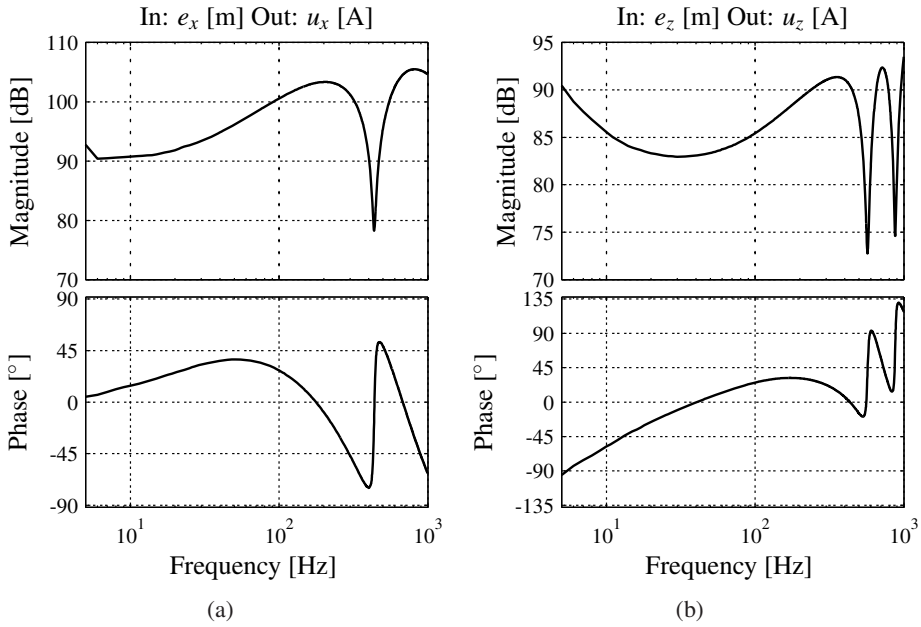 In: e_x [m] Out: u_x [A]
110
100
90
80
70
Magnitude [dB]
90
45
0
-45
-90
Phase [°]
10^1
10^2
10^3
Frequency [Hz]
(a)
In: e_z [m] Out: u_z [A]
95
90
85
80
75
70
Magnitude [dB]
135
90
45
0
-45
-90
-135
Phase [°]
10^1
10^2
10^3
Frequency [Hz]
(b)